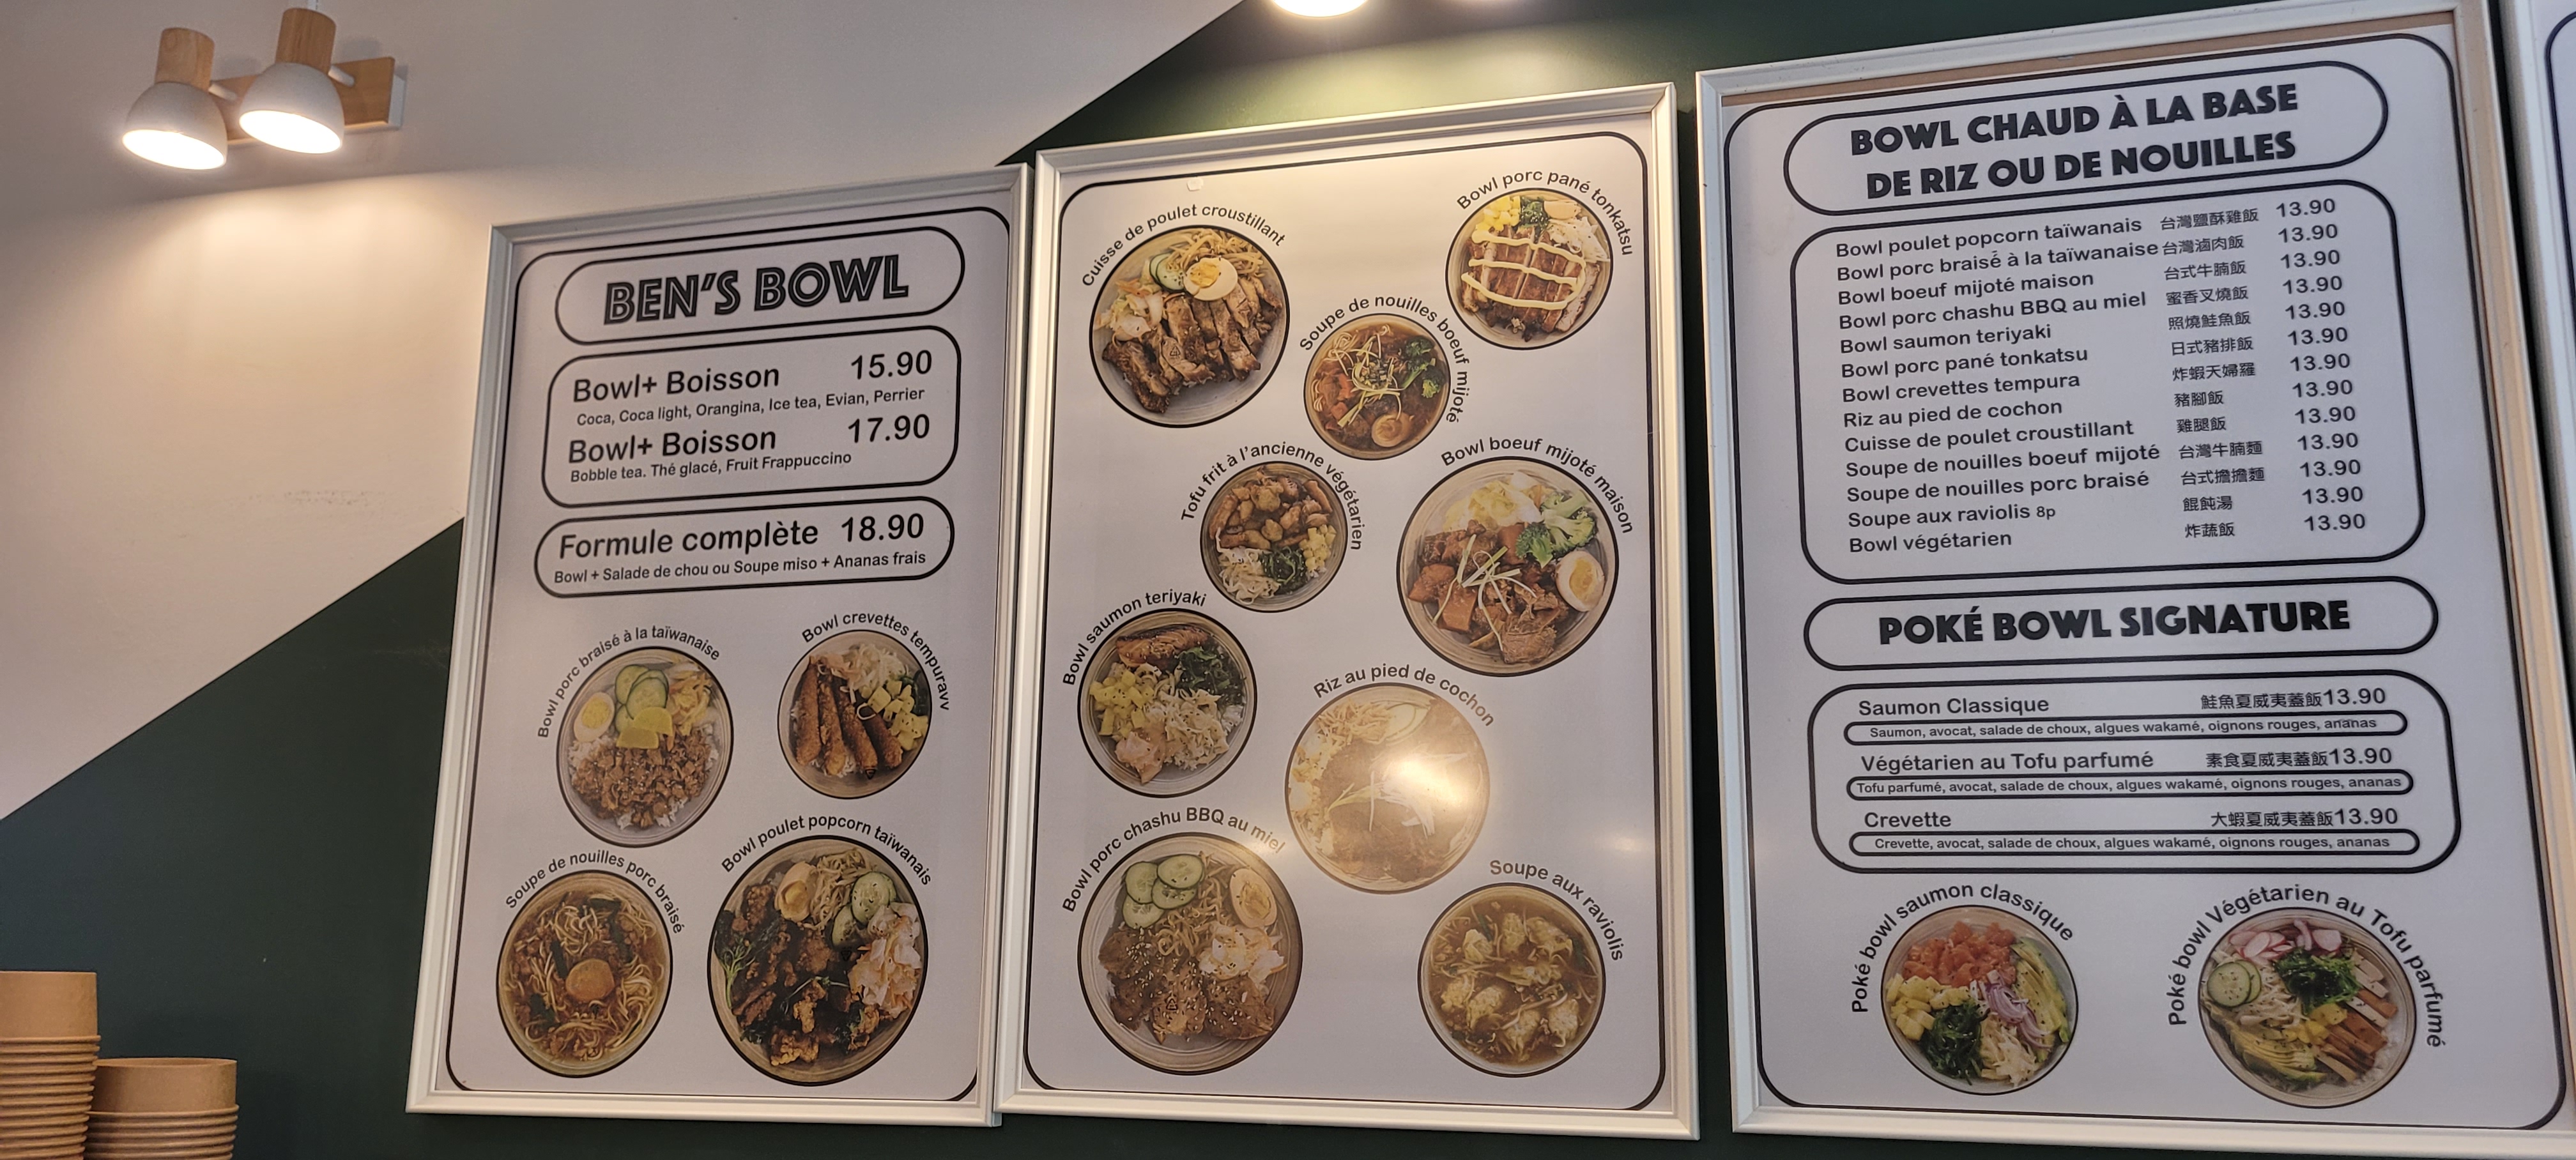 BEN'S BOWL
Bowl+ Boisson 15.90
Coca, Coca light, Orangina, Ice tea, Evian, Perrier
Bowl+ Boisson 17.90
Bobble tea. Thé glacé, Fruit Frappuccino
Formule complète 18.90
Bowl + Salade de chou ou Soupe miso + Ananas frais
Bowl porc braisé à la taïwanaise
Bowl crevettes tempuravv
Soupe de nouilles porc braisé
Bowl poulet popcorn taïwanais
Cuisse de poulet croustillant
Bowl porc pané tonkatsu
Soupe de nouilles boeuf mijoté
Tofu frit à l'ancienne végétarien
Bowl boeuf mijoté maison
Bowl saumon teriyaki
Riz au pied de cochon
Bowl porc chashu BBQ au miel
Soupe aux raviolis
BOWL CHAUD À LA BASE
DE RIZ OU DE NOUILLES
Bowl poulet popcorn taïwanais 台灣鹽酥雞飯 13.90
Bowl porc braisé à la taïwanaise 台灣滷肉飯 13.90
Bowl boeuf mijoté maison 台式牛腩飯 13.90
Bowl porc chashu BBQ au miel 蜜香叉燒飯 13.90
Bowl saumon teriyaki 照燒鮭魚飯 13.90
Bowl porc pané tonkatsu 日式豬排飯 13.90
Bowl crevettes tempura 炸蝦天婦羅 13.90
Riz au pied de cochon 豬腳飯 13.90
Cuisse de poulet croustillant 雞腿飯 13.90
Soupe de nouilles boeuf mijoté 台灣牛腩麵 13.90
Soupe de nouilles porc braisé 台式擔擔麵 13.90
Soupe aux raviolis 8p 餛飩湯 13.90
Bowl végétarien 炸蔬飯 13.90
POKÉ BOWL SIGNATURE
Saumon Classique 鮭魚夏威夷蓋飯13.90
Saumon, avocat, salade de choux, algues wakamé, oignons rouges, ananas
Végétarien au Tofu parfumé 素食夏威夷蓋飯13.90
Tofu parfumé, avocat, salade de choux, algues wakamé, oignons rouges, ananas
Crevette 大蝦夏威夷蓋飯13.90
Crevette, avocat, salade de choux, algues wakamé, oignons rouges, ananas
Poké bowl saumon classique
Poké bowl Végétarien au Tofu parfumé